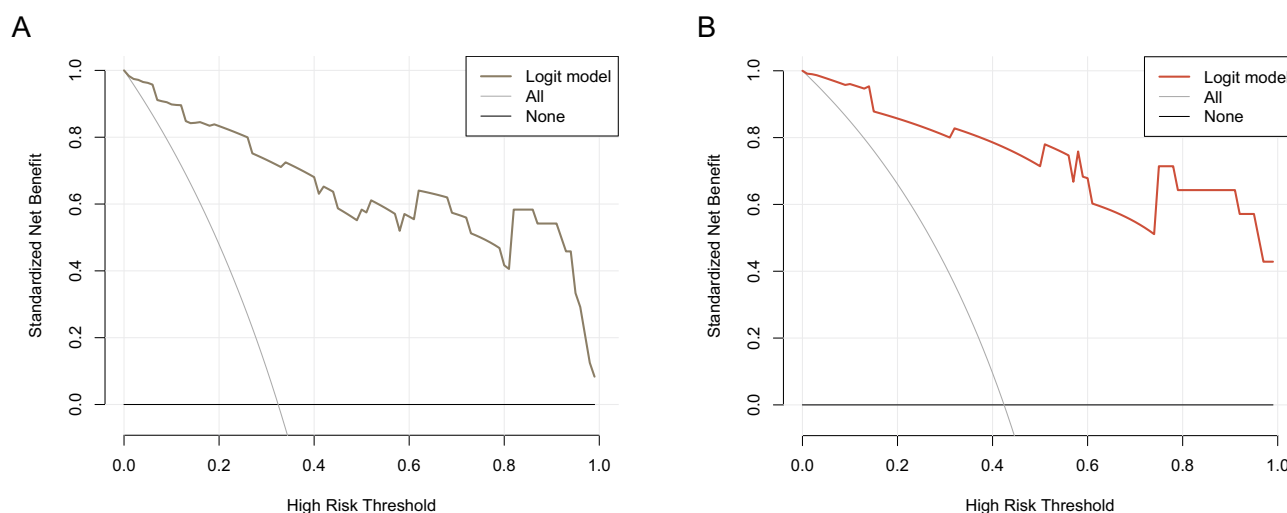 A
Logit model
All
None
Standardized Net Benefit
1.0
0.8
0.6
0.4
0.2
0.0
0.0 0.2 0.4 0.6 0.8 1.0
High Risk Threshold
B
Logit model
All
None
Standardized Net Benefit
1.0
0.8
0.6
0.4
0.2
0.0
0.0 0.2 0.4 0.6 0.8 1.0
High Risk Threshold